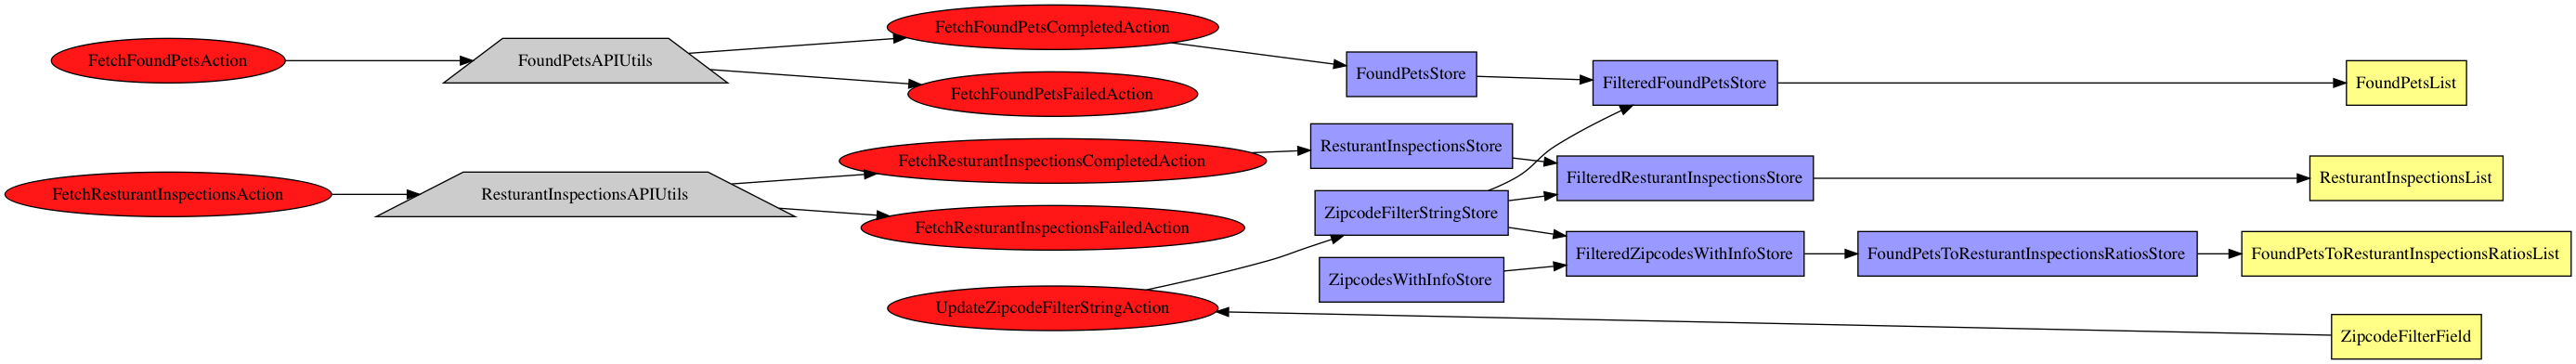 FetchFoundPetsAction
FoundPetsAPIUtils
FetchFoundPetsCompletedAction
FetchFoundPetsFailedAction
FoundPetsStore
FilteredFoundPetsStore
FoundPetsList
FetchResturantInspectionsAction
ResturantInspectionsAPIUtils
FetchResturantInspectionsCompletedAction
FetchResturantInspectionsFailedAction
ResturantInspectionsStore
FilteredResturantInspectionsStore
ResturantInspectionsList
ZipcodeFilterStringStore
ZipcodesWithInfoStore
FilteredZipcodesWithInfoStore
FoundPetsToResturantInspectionsRatiosStore
FoundPetsToResturantInspectionsRatiosList
UpdateZipcodeFilterStringAction
ZipcodeFilterField